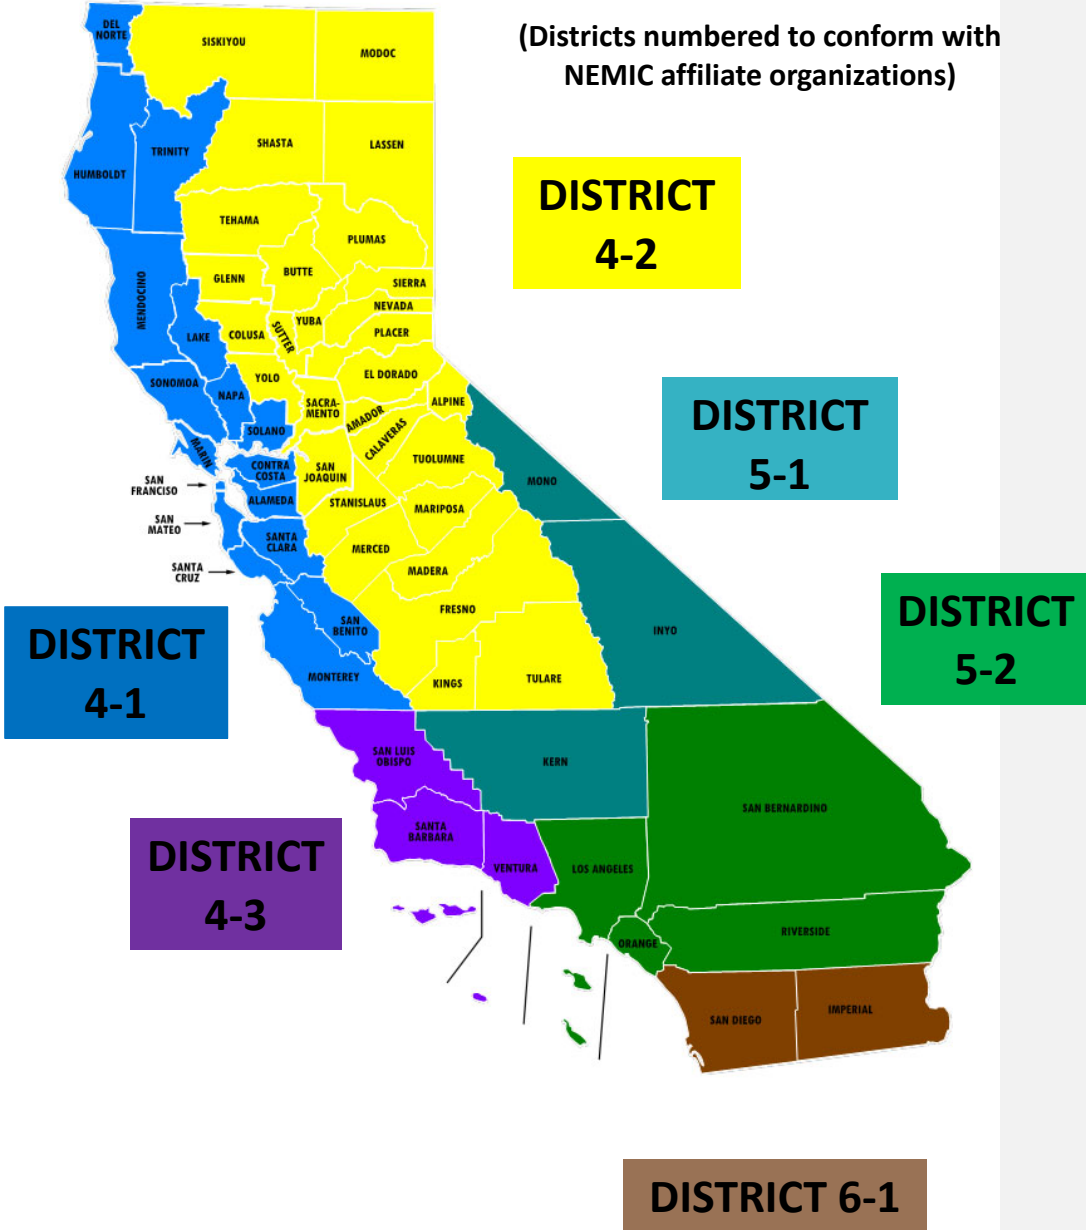 (Districts numbered to conform with
NEMIC affiliate organizations)
DEL
NORTE
SISKIYOU
MODOC
HUMBOLDT
TRINITY
SHASTA
LASSEN
DISTRICT
4-2
TEHAMA
PLUMAS
MENDOCINO
GLENN
BUTTE
SIERRA
NEVADA
LAKE
COLUSA
SUTTER
YUBA
PLACER
SONOMOA
NAPA
YOLO
EL DORADO
SACRA-
MENTO
AMADOR
ALPINE
DISTRICT
5-1
SOLANO
MARIN
CALAVERAS
TUOLUMNE
CONTRA
COSTA
SAN
JOAQUIN
MONO
SAN
FRANCISO
ALAMEDA
STANISLAUS
MARIPOSA
SAN
MATEO
SANTA
CLARA
MERCED
SANTA
CRUZ
MADERA
DISTRICT
5-2
DISTRICT
4-1
SAN
BENITO
FRESNO
INYO
MONTEREY
KINGS
TULARE
SAN LUIS
OBISPO
KERN
SAN BERNARDINO
DISTRICT
4-3
SANTA
BARBARA
VENTURA
LOS ANGELES
ORANGE
RIVERSIDE
SAN DIEGO
IMPERIAL
DISTRICT 6-1